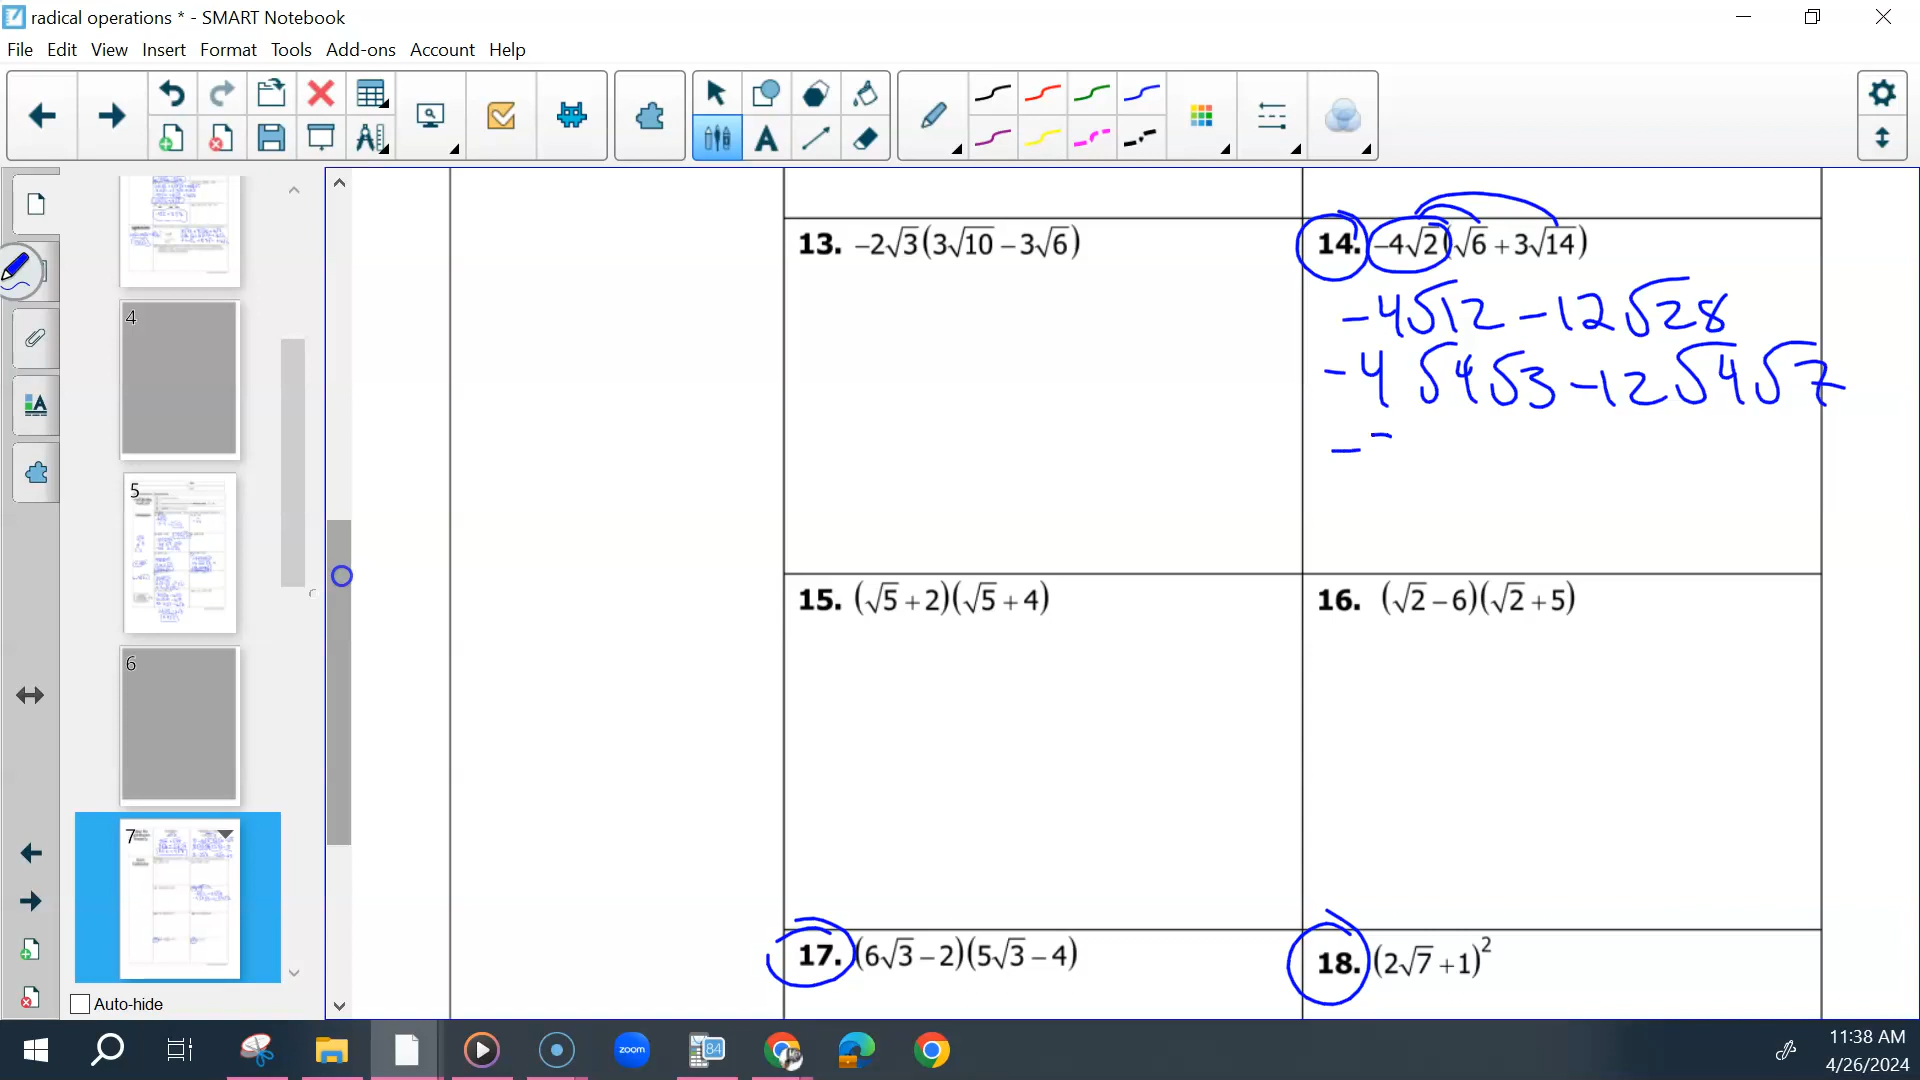 radical operations * - SMART Notebook
File Edit View Insert Format Tools Add-ons Account Help
4
5
6
7
Auto-hide
13. −2√3(3√10 − 3√6)
14. −4√2(√6 + 3√14)
−4√12 − 12√28
−4 √4√3 − 12√4√7
−
15. (√5 + 2)(√5 + 4)
16. (√2 − 6)(√2 + 5)
17. (6√3 − 2)(5√3 − 4)
18. (2√7 + 1)²
zoom
84
11:38 AM
4/26/2024